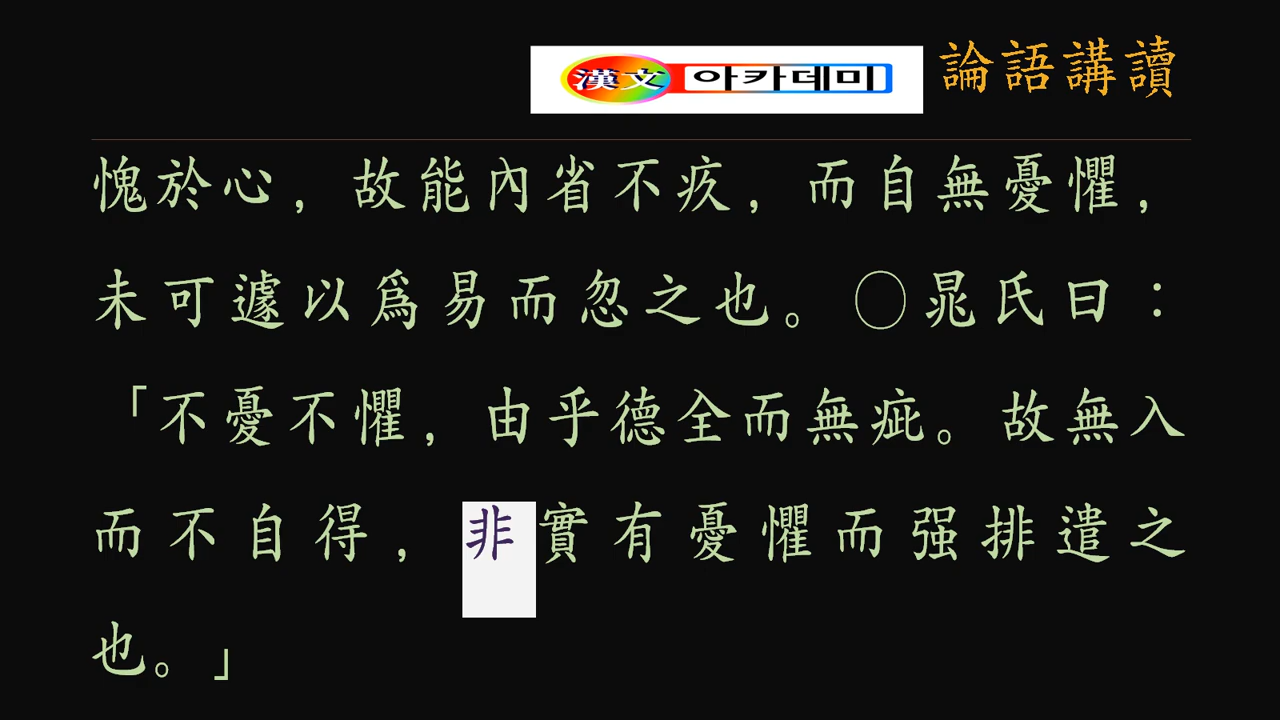 漢文 아카데미 論語講讀
愧於心，故能內省不疚，而自無憂懼，
未可遽以爲易而忽之也。○晁氏曰：
「不憂不懼，由乎德全而無疵。故無入
而不自得，非實有憂懼而强排遣之
也。」